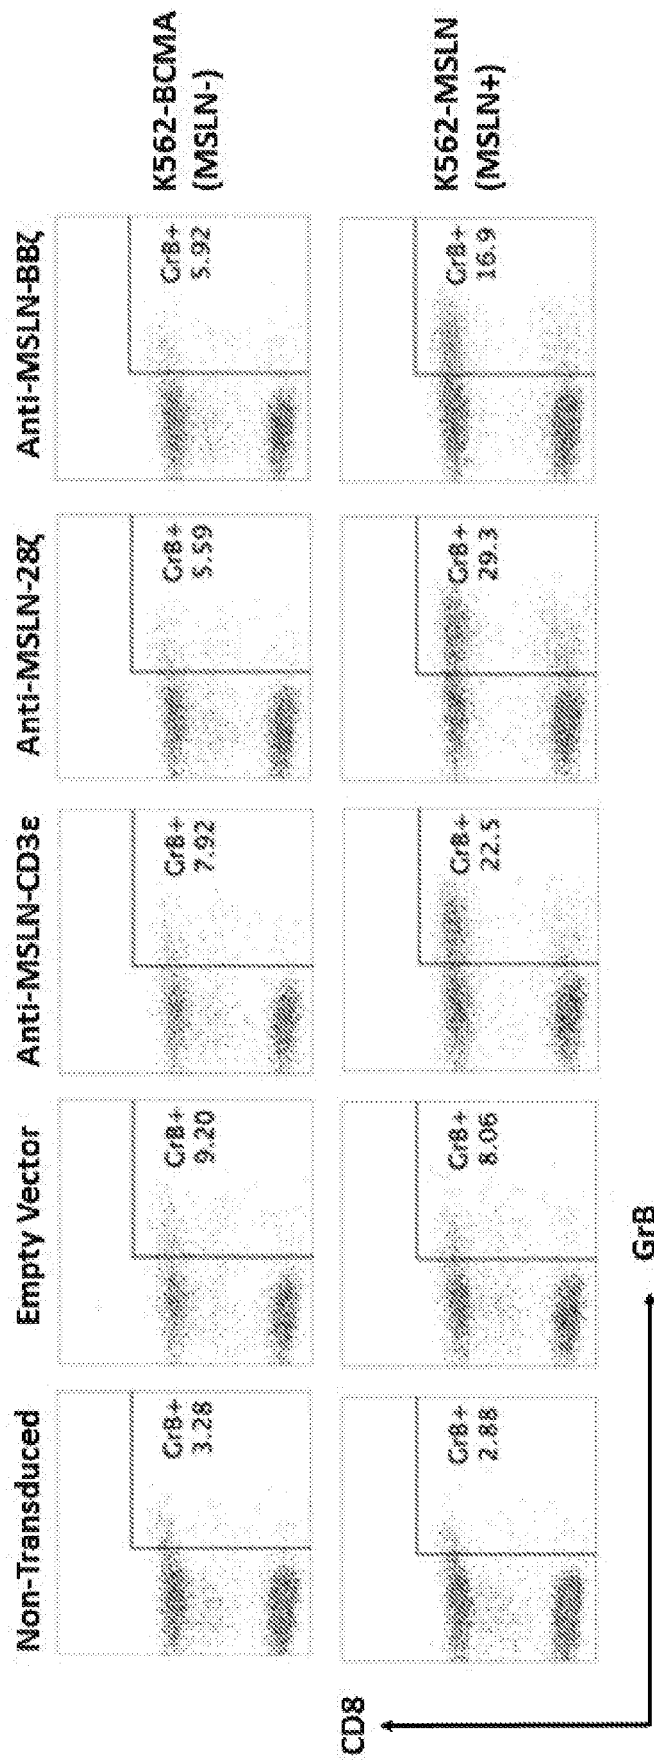 Non-Transduced
Empty Vector
Anti-MSLN-CD3ε
Anti-MSLN-28ζ
Anti-MSLN-BBζ
GrB+
3.28
GrB+
9.20
GrB+
7.92
GrB+
5.59
GrB+
5.92
K562-BCMA
(MSLN-)
GrB+
2.88
GrB+
8.06
GrB+
22.5
GrB+
29.3
GrB+
16.9
K562-MSLN
(MSLN+)
CD8
GrB